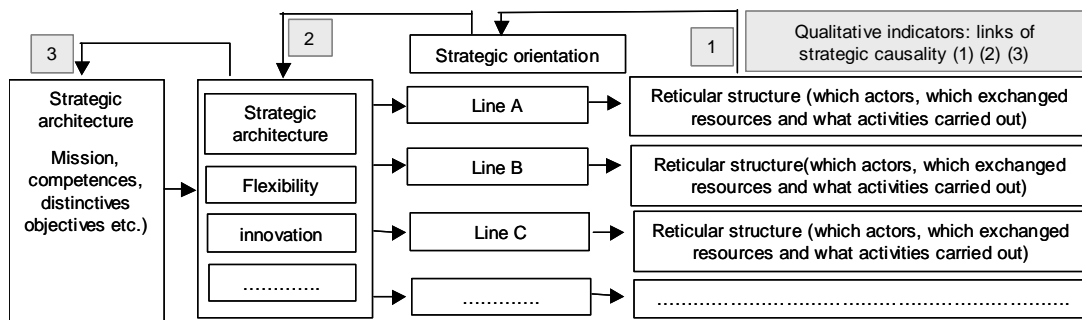 3
2
1
Qualitative indicators: links of
strategic causality (1) (2) (3)
Strategic orientation
Strategic
architecture
Mission,
competences,
distinctives
objectives etc.)
Strategic
architecture
Flexibility
innovation
.............
Line A
Line B
Line C
.............
Reticular structure (which actors, which exchanged
resources and what activities carried out)
Reticular structure(which actors, which exchanged
resources and what activities carried out)
Reticular structure (which actors, which exchanged
resources and what activities carried out)
.....................................................................